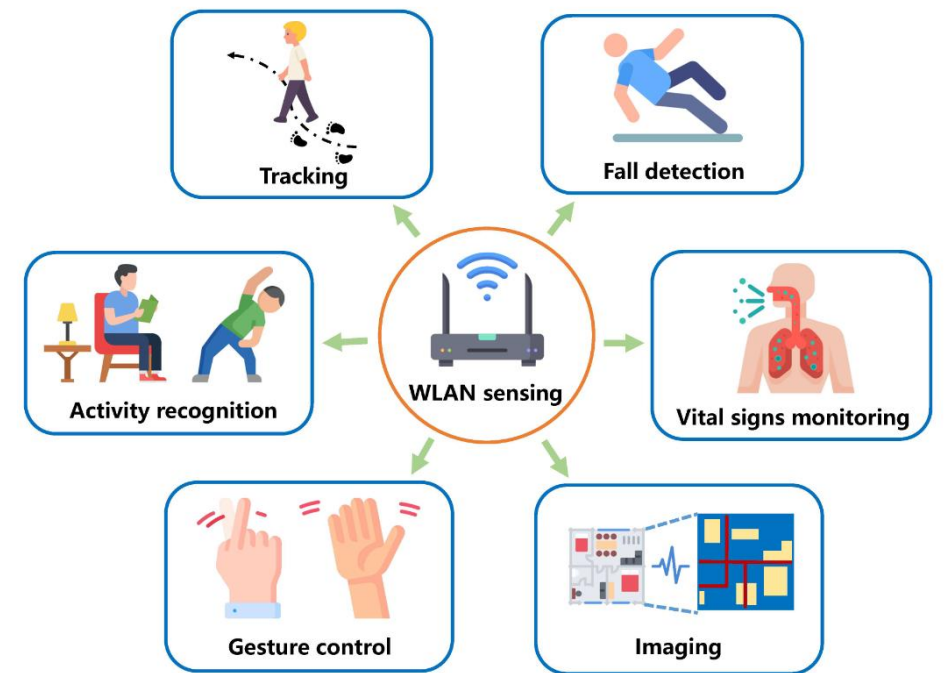 Tracking
Fall detection
Activity recognition
WLAN sensing
Vital signs monitoring
Gesture control
Imaging